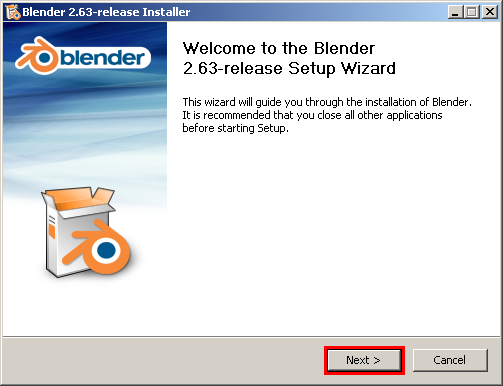 Blender 2.63-release Installer
blender
Welcome to the Blender
2.63-release Setup Wizard
This wizard will guide you through the installation of Blender.
It is recommended that you close all other applications
before starting Setup.
Next >
Cancel